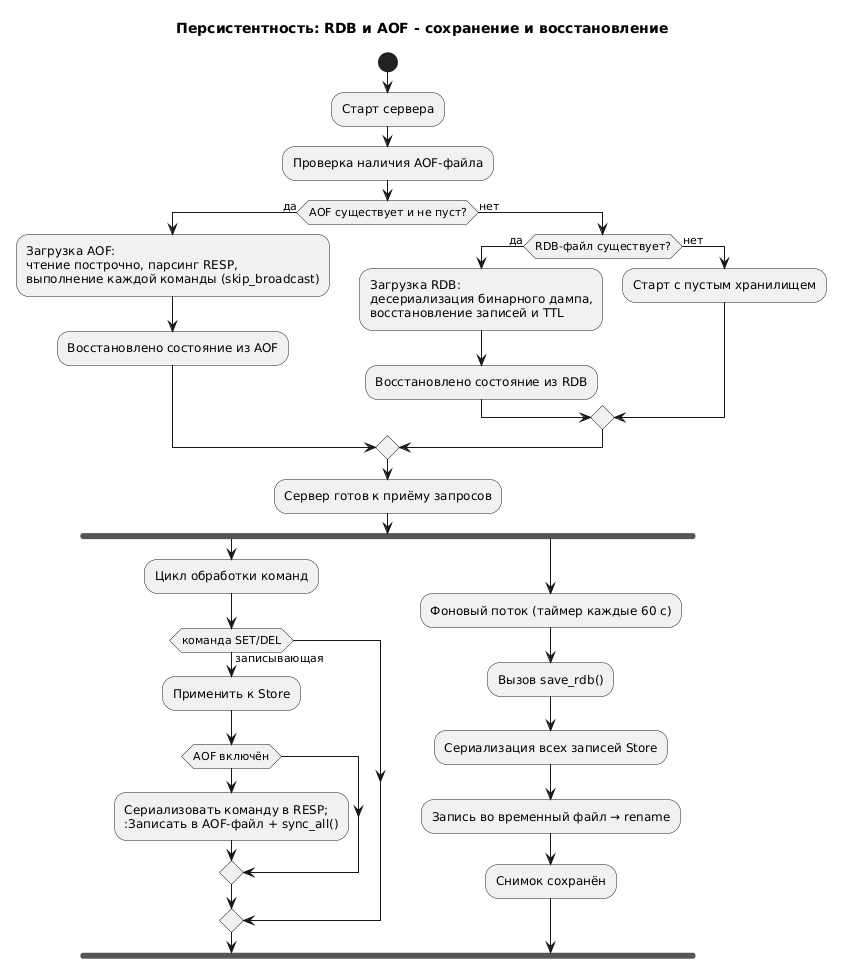 Персистентность: RDB и AOF - сохранение и восстановление
Старт сервера
Проверка наличия AOF-файла
AOF существует и не пуст?
да
нет
Загрузка AOF:
чтение построчно, парсинг RESP,
выполнение каждой команды (skip_broadcast)
Восстановлено состояние из AOF
RDB-файл существует?
да
нет
Загрузка RDB:
десериализация бинарного дампа,
восстановление записей и TTL
Восстановлено состояние из RDB
Старт с пустым хранилищем
Сервер готов к приёму запросов
Цикл обработки команд
команда SET/DEL
записывающая
Применить к Store
AOF включён
Сериализовать команду в RESP;
:Записать в AOF-файл + sync_all()
Фоновый поток (таймер каждые 60 с)
Вызов save_rdb()
Сериализация всех записей Store
Запись во временный файл → rename
Снимок сохранён